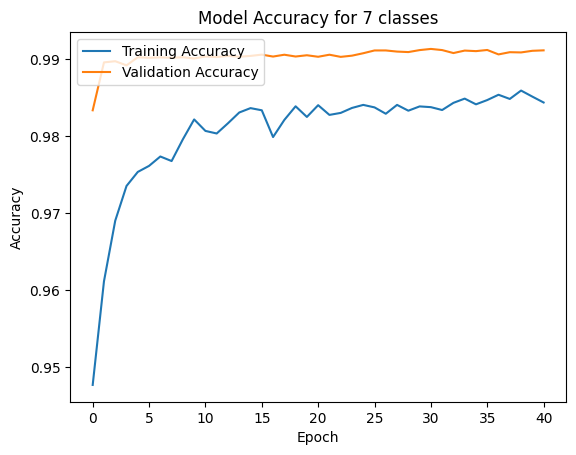 Model Accuracy for 7 classes
Training Accuracy
Validation Accuracy
0.99
0.98
0.97
0.96
0.95
Accuracy
0 5 10 15 20 25 30 35 40
Epoch